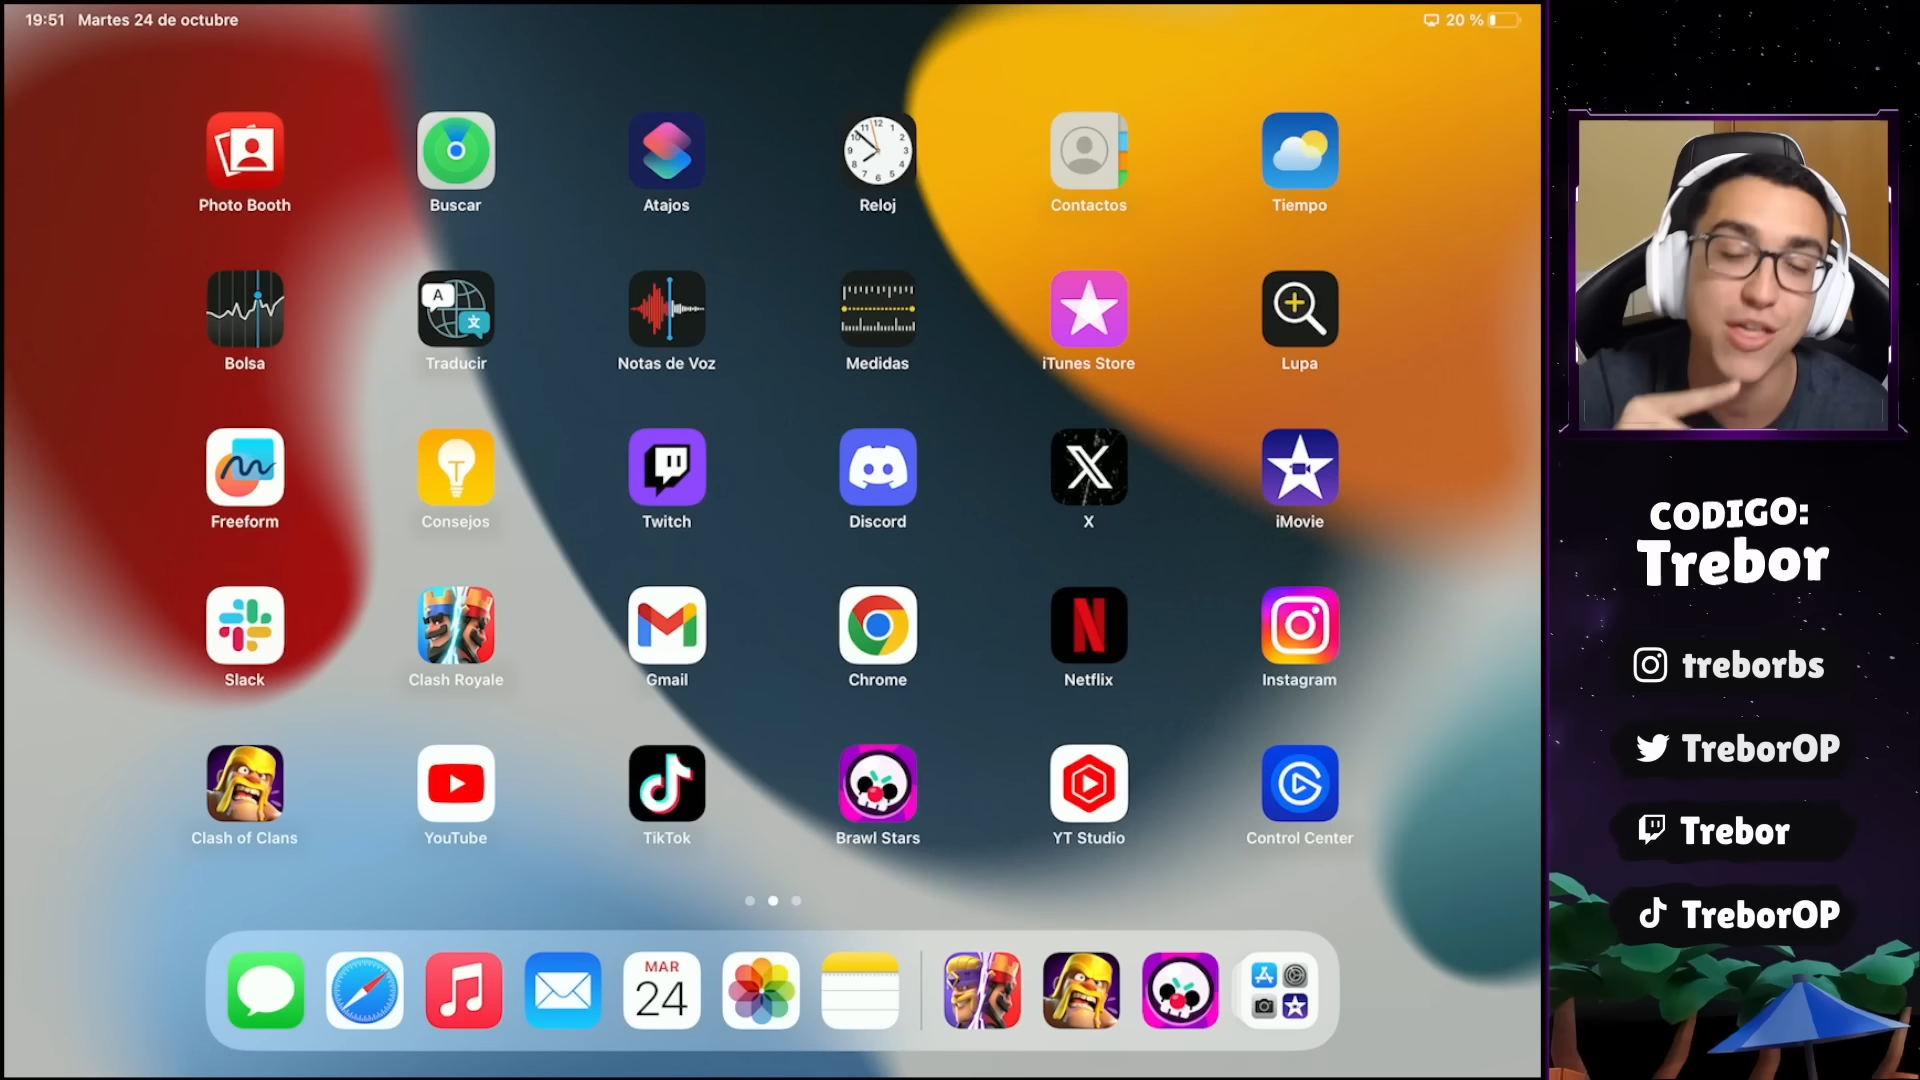 19:51 Martes 24 de octubre
20 %
Photo Booth
Buscar
Atajos
Reloj
Contactos
Tiempo
Bolsa
A
文
Traducir
Notas de Voz
Medidas
iTunes Store
Lupa
Freeform
Consejos
Twitch
Discord
X
iMovie
Slack
Clash Royale
Gmail
Chrome
Netflix
Instagram
Clash of Clans
YouTube
TikTok
Brawl Stars
YT Studio
Control Center
MAR
24
CODIGO:
Trebor
treborbs
TreborOP
Trebor
TreborOP